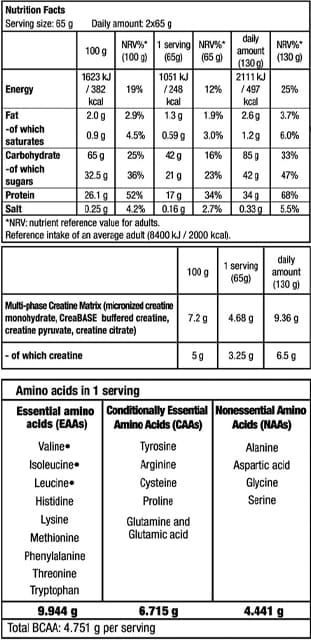 Nutrition Facts
Serving size: 65 g Daily amount: 2x65 g
100 g NRV%* (100 g) 1 serving (65g) NRV%* (65 g) daily amount (130 g) NRV%* (130 g)
Energy 1623 kJ / 382 kcal 19% 1051 kJ / 248 kcal 12% 2111 kJ / 497 kcal 25%
Fat 2.0 g 2.9% 1.3 g 1.9% 2.6 g 3.7%
-of which saturates 0.9 g 4.5% 0.59 g 3.0% 1.2 g 6.0%
Carbohydrate 65 g 25% 42 g 16% 85 g 33%
-of which sugars 32.5 g 36% 21 g 23% 42 g 47%
Protein 26.1 g 52% 17 g 34% 34 g 68%
Salt 0.25 g 4.2% 0.16 g 2.7% 0.33 g 5.5%
*NRV: nutrient reference value for adults.
Reference intake of an average adult (8400 kJ / 2000 kcal).
100 g 1 serving (65g) daily amount (130 g)
Multi-phase Creatine Matrix (micronized creatine
monohydrate, CreaBASE buffered creatine, 7.2 g 4.68 g 9.36 g
creatine pyruvate, creatine citrate)
- of which creatine 5 g 3.25 g 6.5 g
Amino acids in 1 serving
Essential amino acids (EAAs) Conditionally Essential Amino Acids (CAAs) Nonessential Amino Acids (NAAs)
Valine• Tyrosine Alanine
Isoleucine• Arginine Aspartic acid
Leucine• Cysteine Glycine
Histidine Proline Serine
Lysine Glutamine and
Methionine Glutamic acid
Phenylalanine
Threonine
Tryptophan
9.944 g 6.715 g 4.441 g
Total BCAA: 4.751 g per serving